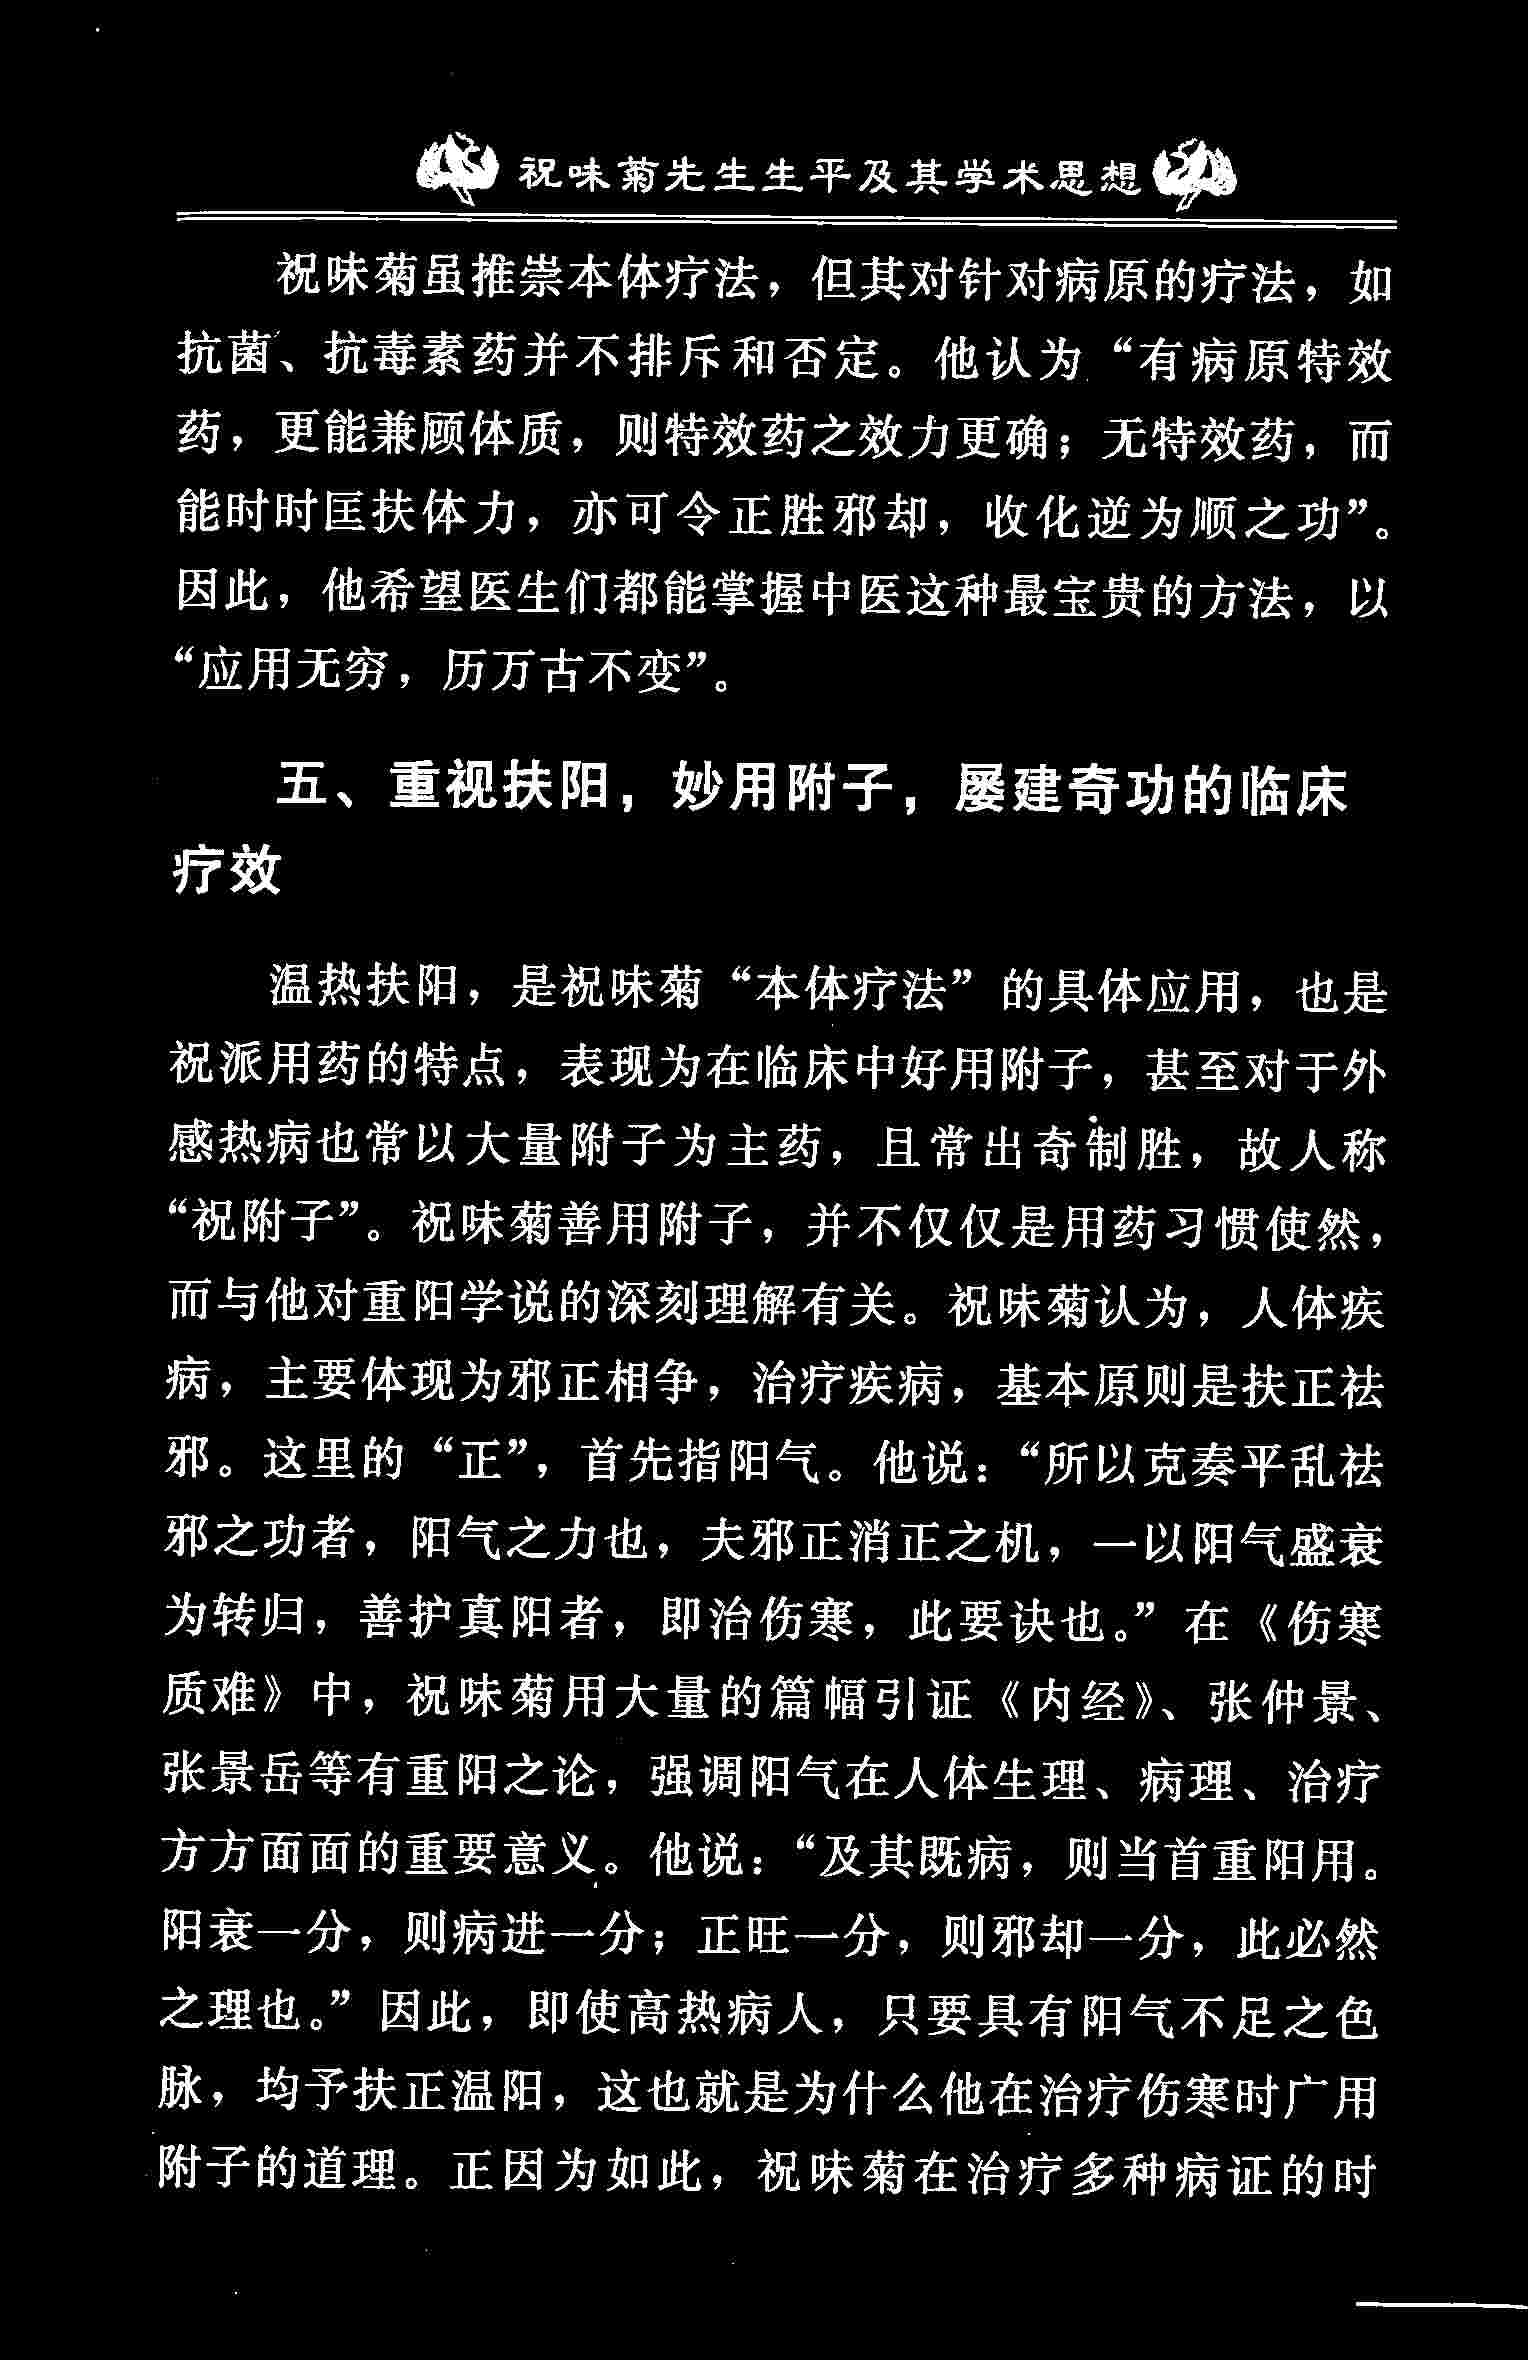 祝味菊先生生平及其学术思想
祝味菊虽推崇本体疗法，但其对针对病原的疗法，如
抗菌、抗毒素药并不排斥和否定。他认为“有病原特效
药，更能兼顾体质，则特效药之效力更确；无特效药，而
能时时匡扶体力，亦可令正胜邪却，收化逆为顺之功”。
因此，他希望医生们都能掌握中医这种最宝贵的方法，以
“应用无穷，历万古不变”。
五、重视扶阳，妙用附子，屡建奇功的临床
疗效
温热扶阳，是祝味菊“本体疗法”的具体应用，也是
祝派用药的特点，表现为在临床中好用附子，甚至对于外
感热病也常以大量附子为主药，且常出奇制胜，故人称
“祝附子”。祝味菊善用附子，并不仅仅是用药习惯使然，
而与他对重阳学说的深刻理解有关。祝味菊认为，人体疾
病，主要体现为邪正相争，治疗疾病，基本原则是扶正祛
邪。这里的“正”，首先指阳气。他说：“所以克奏平乱祛
邪之功者，阳气之力也，夫邪正消正之机，一以阳气盛衰
为转归，善护真阳者，即治伤寒，此要诀也。”在《伤寒
质难》中，祝味菊用大量的篇幅引证《内经》、张仲景、
张景岳等有重阳之论，强调阳气在人体生理、病理、治疗
方方面面的重要意义。他说：“及其既病，则当首重阳用。
阳衰一分，则病进一分；正旺一分，则邪却一分，此必然
之理也。”因此，即使高热病人，只要具有阳气不足之色
脉，均予扶正温阳，这也就是为什么他在治疗伤寒时广用
附子的道理。正因为如此，祝味菊在治疗多种病证的时